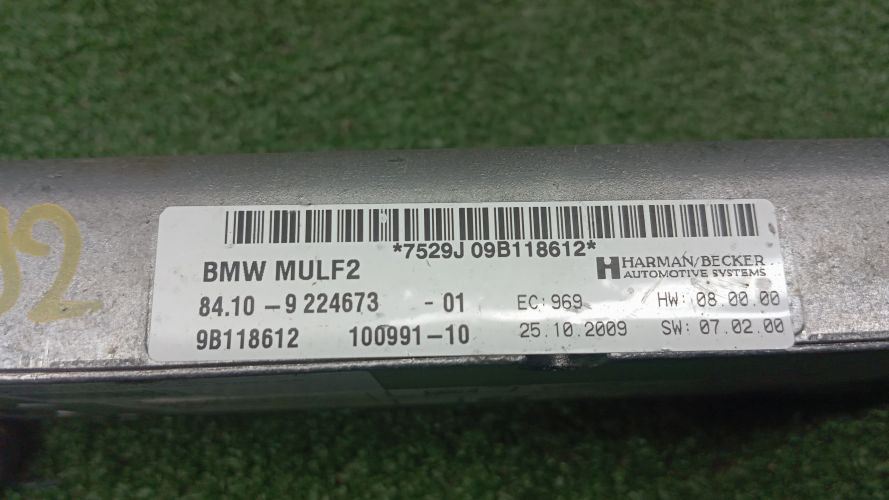 *7529J 09B118612*
BMW MULF2
HARMAN/BECKER
AUTOMOTIVE SYSTEMS
84.10 – 9 224673 - 01 EC: 969 HW: 08.00.00
9B118612 100991-10 25.10.2009 SW: 07.02.00